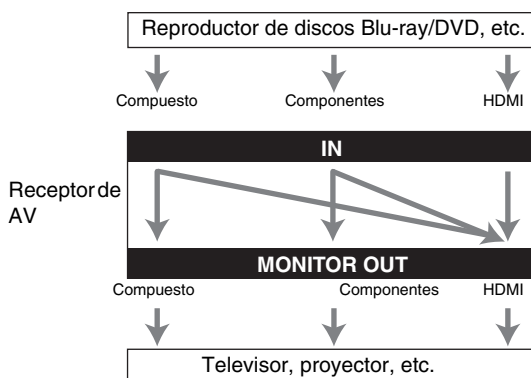 Reproductor de discos Blu-ray/DVD, etc.
Compuesto Componentes HDMI
IN
Receptor de
AV
MONITOR OUT
Compuesto Componentes HDMI
Televisor, proyector, etc.